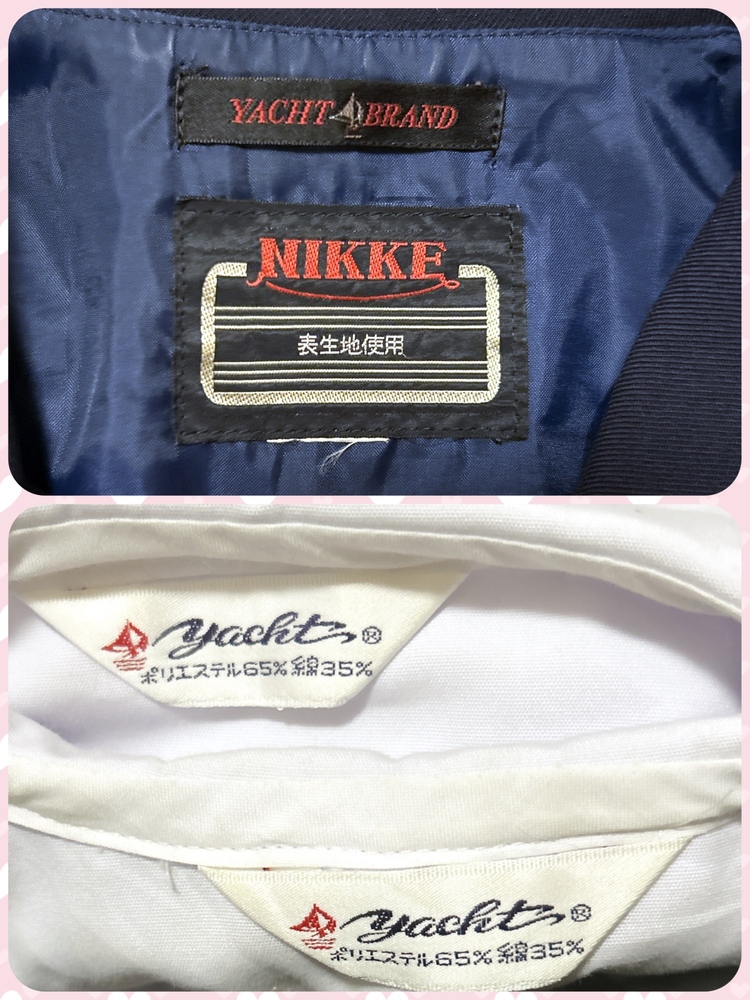 YACHT BRAND
NIKKE
表生地使用
yacht ®
ポリエステル65%綿35%
yacht ®
ポリエステル65%綿35%